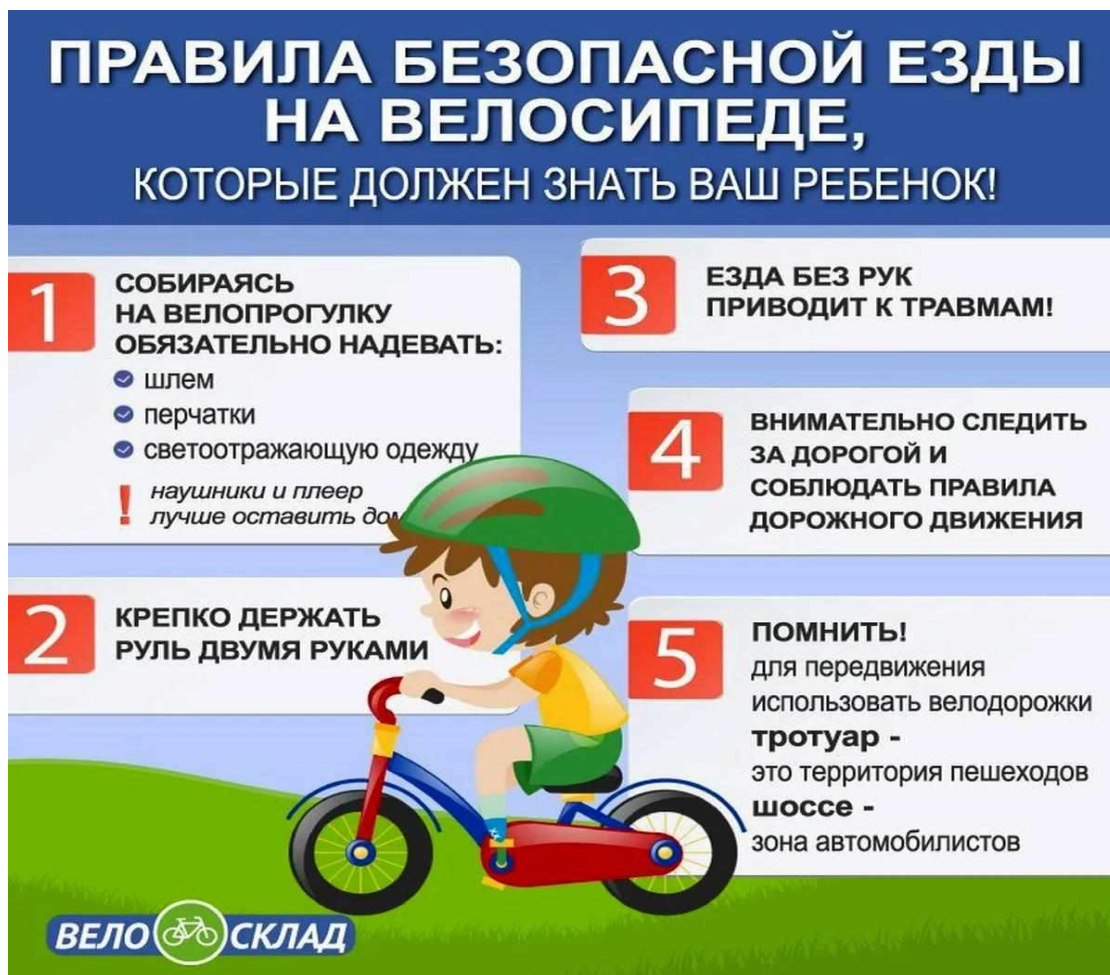 ПРАВИЛА БЕЗОПАСНОЙ ЕЗДЫ
НА ВЕЛОСИПЕДЕ,
КОТОРЫЕ ДОЛЖЕН ЗНАТЬ ВАШ РЕБЕНОК!
1
СОБИРАЯСЬ
НА ВЕЛОПРОГУЛКУ
ОБЯЗАТЕЛЬНО НАДЕВАТЬ:
шлем
перчатки
светоотражающую одежду
! наушники и плеер
лучше оставить
2
КРЕПКО ДЕРЖАТЬ
РУЛЬ ДВУМЯ РУКАМИ
3
ЕЗДА БЕЗ РУК
ПРИВОДИТ К ТРАВМАМ!
4
ВНИМАТЕЛЬНО СЛЕДИТЬ
ЗА ДОРОГОЙ И
СОБЛЮДАТЬ ПРАВИЛА
ДОРОЖНОГО ДВИЖЕНИЯ
5
ПОМНИТЬ!
для передвижения
использовать велодорожки
тротуар -
это территория пешеходов
шоссе -
зона автомобилистов
ВЕЛО СКЛАД